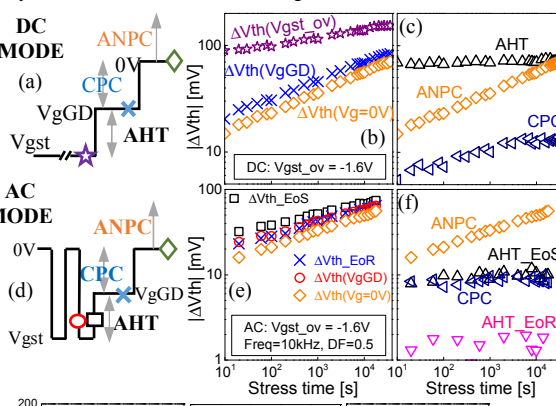 DC
MODE
ANPC
0V
(a)
CPC
VgGD
AHT
Vgst
|ΔVth| [mV]
100
10
ΔVth(Vgst_ov)
ΔVth(VgGD)
ΔVth(Vg=0V)
(b)
DC: Vgst_ov = -1.6V
(c)
AHT
ANPC
CPC
AC
MODE
ANPC
0V
CPC
(d)
VgGD
AHT
Vgst
|ΔVth| [mV]
100
10
1
ΔVth_EoS
ΔVth_EoR
ΔVth(VgGD)
ΔVth(Vg=0V)
(e)
AC: Vgst_ov = -1.6V
Freq=10kHz, DF=0.5
(f)
ANPC
AHT_EoS
CPC
AHT_EoR
10¹ 10² 10³ 10⁴
Stress time [s]
10¹ 10² 10³ 10⁴
Stress time [s]
200